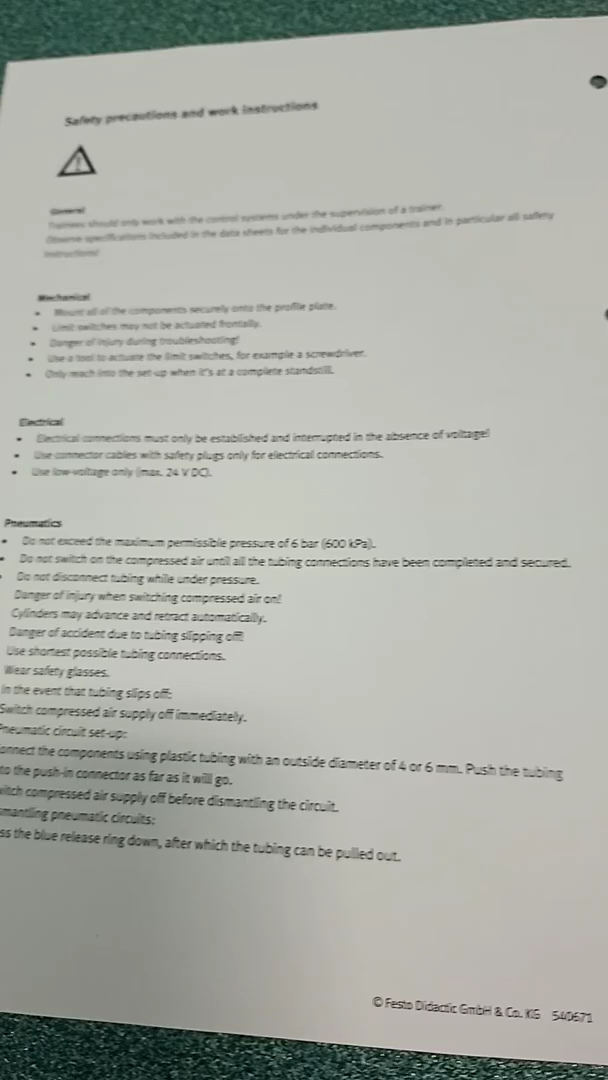 Safety precautions and work instructions
General
Trainees should only work with the control systems under the supervision of a trainer.
Observe specifications included in the data sheets for the individual components and in particular all safety
instructions!
Mechanical
• Mount all of the components securely onto the profile plate.
• Limit switches may not be actuated frontally.
• Danger of injury during troubleshooting!
• Use a tool to actuate the limit switches, for example a screwdriver.
• Only reach into the set-up when it's at a complete standstill.
Electrical
• Electrical connections must only be established and interrupted in the absence of voltage!
• Use connector cables with safety plugs only for electrical connections.
• Use low-voltage only (max. 24 V DC).
Pneumatics
• Do not exceed the maximum permissible pressure of 6 bar (600 kPa).
• Do not switch on the compressed air until all the tubing connections have been completed and secured.
• Do not disconnect tubing while under pressure.
Danger of injury when switching compressed air on!
Cylinders may advance and retract automatically.
Danger of accident due to tubing slipping off!
Use shortest possible tubing connections.
Wear safety glasses.
In the event that tubing slips off:
Switch compressed air supply off immediately.
Pneumatic circuit set-up:
onnect the components using plastic tubing with an outside diameter of 4 or 6 mm. Push the tubing
to the push-in connector as far as it will go.
witch compressed air supply off before dismantling the circuit.
smantling pneumatic circuits:
ss the blue release ring down, after which the tubing can be pulled out.
© Festo Didactic GmbH & Co. KG 540671